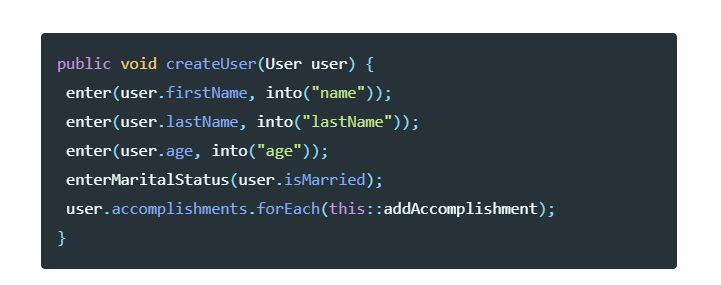 public void createUser(User user) {
 enter(user.firstName, into("name"));
 enter(user.lastName, into("lastName"));
 enter(user.age, into("age"));
 enterMaritalStatus(user.isMarried);
 user.accomplishments.forEach(this::addAccomplishment);
}